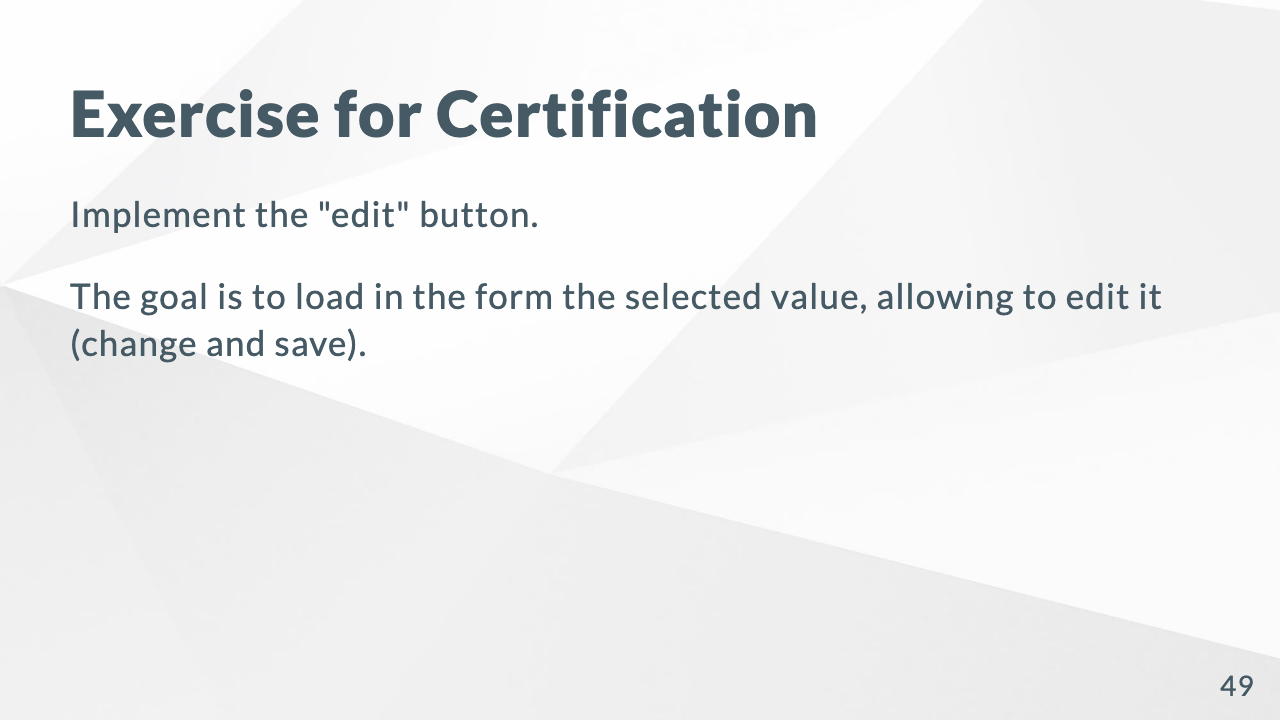 Exercise for Certification
Implement the "edit" button.
The goal is to load in the form the selected value, allowing to edit it
(change and save).
49